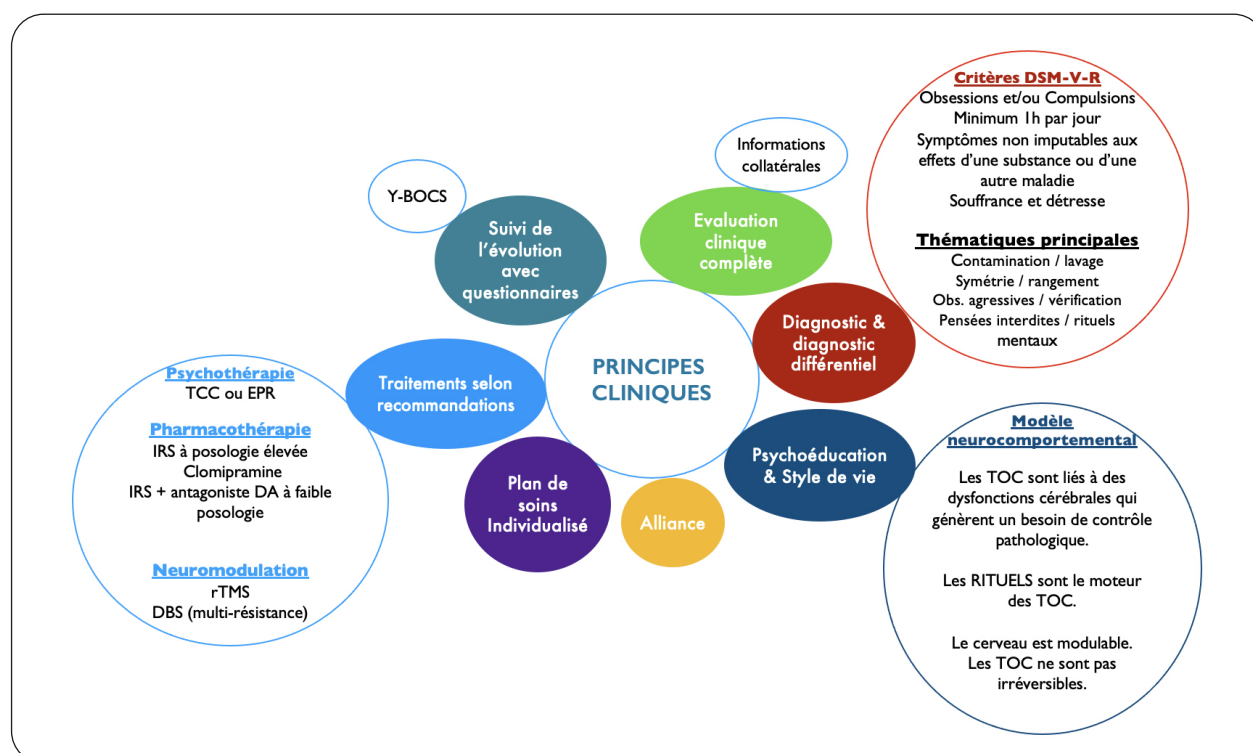 Critères DSM-V-R
Obsessions et/ou Compulsions
Minimum 1h par jour
Symptômes non imputables aux
effets d'une substance ou d'une
autre maladie
Souffrance et détresse
Thématiques principales
Contamination / lavage
Symétrie / rangement
Obs. agressives / vérification
Pensées interdites / rituels
mentaux
Informations
collatérales
Y-BOCS
Suivi de
l'évolution
avec
questionnaires
Evaluation
clinique
complète
Diagnostic &
diagnostic
différentiel
PRINCIPES
CLINIQUES
Traitements selon
recommandations
Psychothérapie
TCC ou EPR
Pharmacothérapie
IRS à posologie élevée
Clomipramine
IRS + antagoniste DA à faible
posologie
Neuromodulation
rTMS
DBS (multi-résistance)
Plan de
soins
Individualisé
Alliance
Psychoéducation
& Style de vie
Modèle
neurocomportemental
Les TOC sont liés à des
dysfonctions cérébrales qui
génèrent un besoin de contrôle
pathologique.
Les RITUELS sont le moteur
des TOC.
Le cerveau est modulable.
Les TOC ne sont pas
irréversibles.